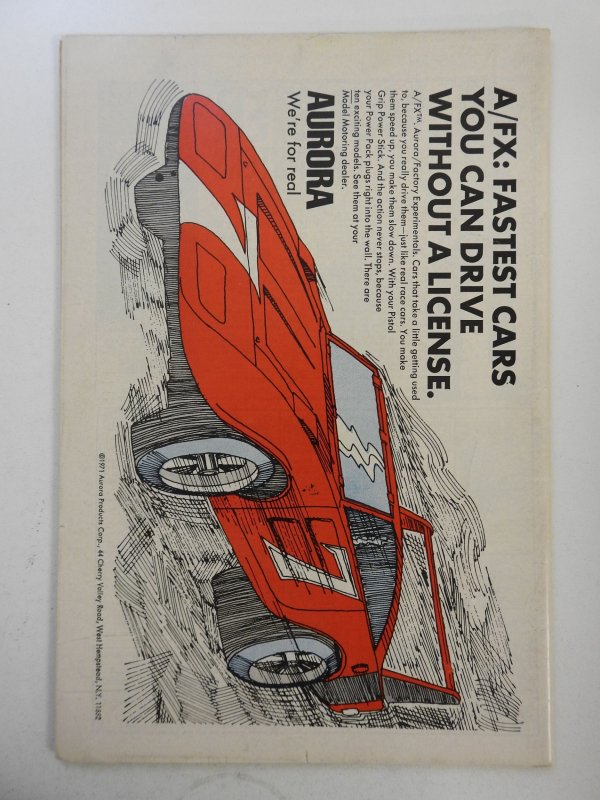 A/FX: FASTEST CARS
YOU CAN DRIVE
WITHOUT A LICENSE.
A/FX™. Aurora/Factory Experimentals. Cars that take a little getting used
to, because you really drive them—just like real race cars. You make
them speed up, you make them slow down. With your Pistol
Grip Power Stick. And the action never stops, because
your Power Pack plugs right into the wall. There are
ten exciting models. See them at your
Model Motoring dealer.
AURORA
We're for real
7
©1971 Aurora Products Corp., 44 Cherry Valley Road, West Hempstead, N.Y. 11552